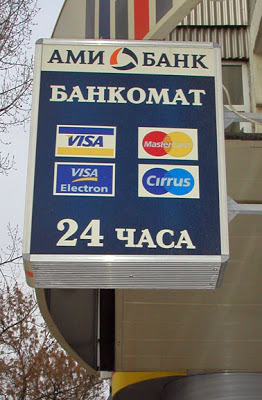 АМИ БАНК
БАНКОМАТ
VISA MasterCard
VISA Electron Cirrus
24 ЧАСА